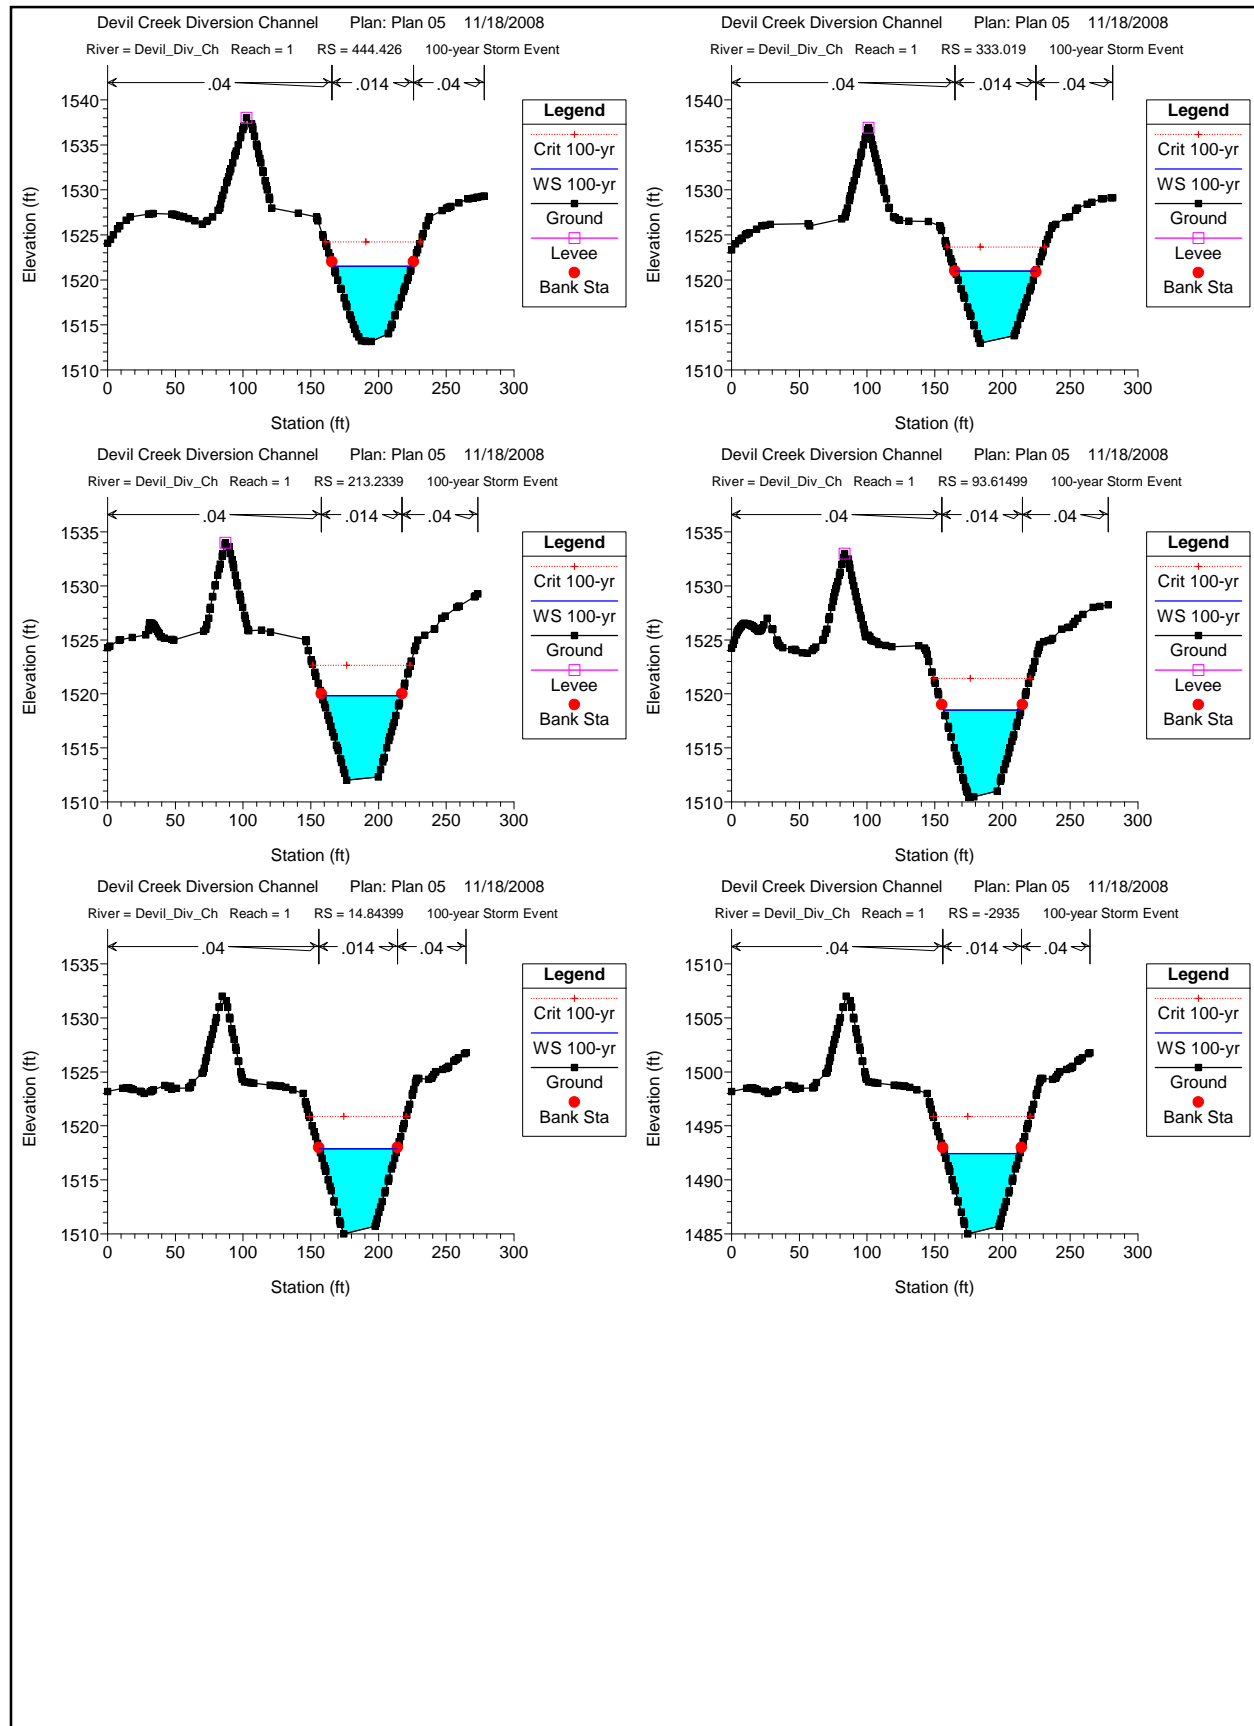 Devil Creek Diversion Channel Plan: Plan 05 11/18/2008
River = Devil_Div_Ch Reach = 1 RS = 444.426 100-year Storm Event
.04 .014 .04
1540
1535
1530
1525
1520
1515
1510
Elevation (ft)
0 50 100 150 200 250 300
Station (ft)
Legend
Crit 100-yr
WS 100-yr
Ground
Levee
Bank Sta
Devil Creek Diversion Channel Plan: Plan 05 11/18/2008
River = Devil_Div_Ch Reach = 1 RS = 333.019 100-year Storm Event
.04 .014 .04
1540
1535
1530
1525
1520
1515
1510
Elevation (ft)
0 50 100 150 200 250 300
Station (ft)
Legend
Crit 100-yr
WS 100-yr
Ground
Levee
Bank Sta
Devil Creek Diversion Channel Plan: Plan 05 11/18/2008
River = Devil_Div_Ch Reach = 1 RS = 213.2339 100-year Storm Event
.04 .014 .04
1535
1530
1525
1520
1515
1510
Elevation (ft)
0 50 100 150 200 250 300
Station (ft)
Legend
Crit 100-yr
WS 100-yr
Ground
Levee
Bank Sta
Devil Creek Diversion Channel Plan: Plan 05 11/18/2008
River = Devil_Div_Ch Reach = 1 RS = 93.61499 100-year Storm Event
.04 .014 .04
1535
1530
1525
1520
1515
1510
Elevation (ft)
0 50 100 150 200 250 300
Station (ft)
Legend
Crit 100-yr
WS 100-yr
Ground
Levee
Bank Sta
Devil Creek Diversion Channel Plan: Plan 05 11/18/2008
River = Devil_Div_Ch Reach = 1 RS = 14.84399 100-year Storm Event
.04 .014 .04
1535
1530
1525
1520
1515
1510
Elevation (ft)
0 50 100 150 200 250 300
Station (ft)
Legend
Crit 100-yr
WS 100-yr
Ground
Bank Sta
Devil Creek Diversion Channel Plan: Plan 05 11/18/2008
River = Devil_Div_Ch Reach = 1 RS = -2935 100-year Storm Event
.04 .014 .04
1510
1505
1500
1495
1490
1485
Elevation (ft)
0 50 100 150 200 250 300
Station (ft)
Legend
Crit 100-yr
WS 100-yr
Ground
Bank Sta